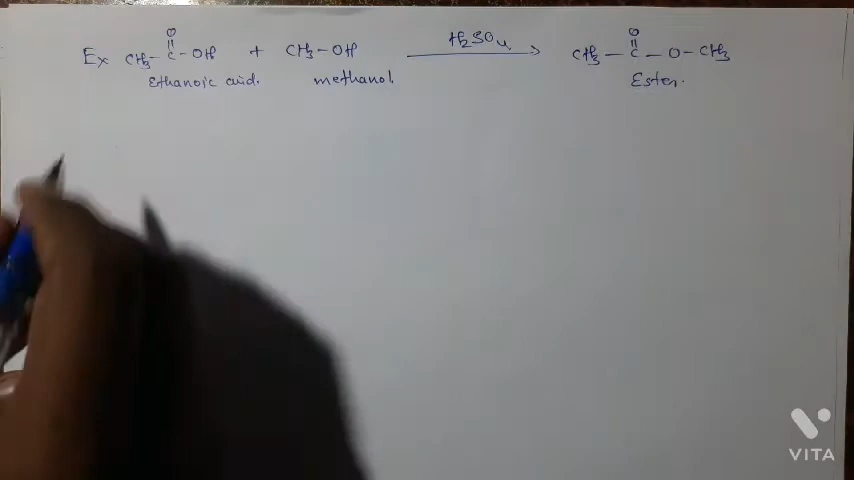 O O
Ex CH3 - C - OH + CH3 - OH H2SO4 CH3 - C - O - CH3
Ethanoic acid. methanol. Ester.
VITA